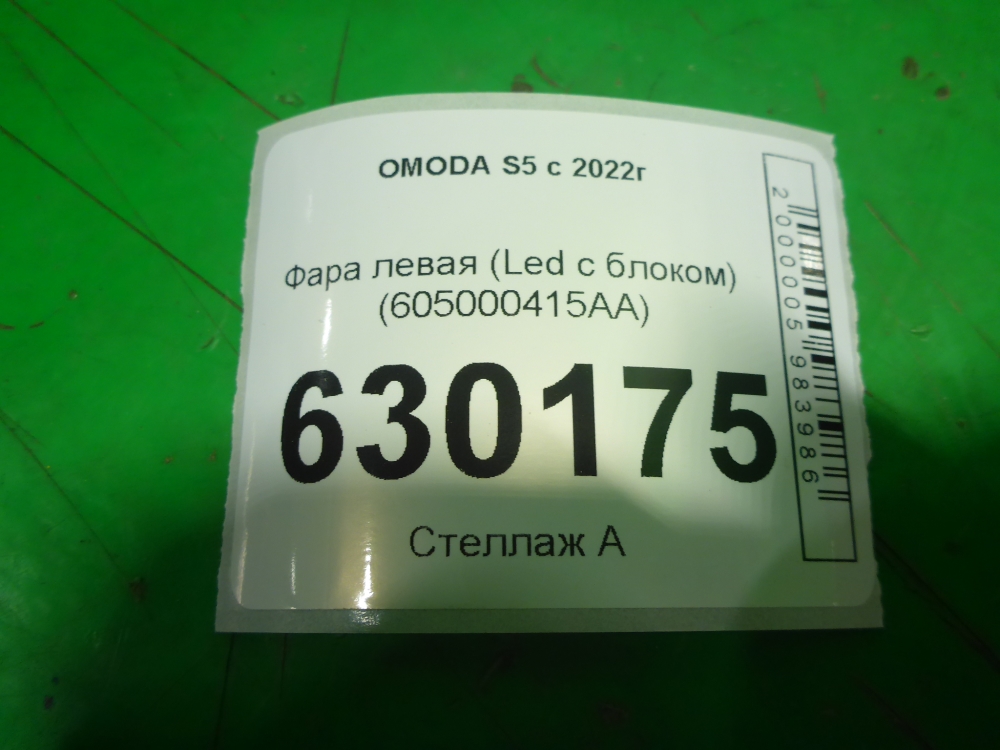 OMODA S5 с 2022г
Фара левая (Led с блоком)
(605000415AA)
630175
Стеллаж А
2000005983986